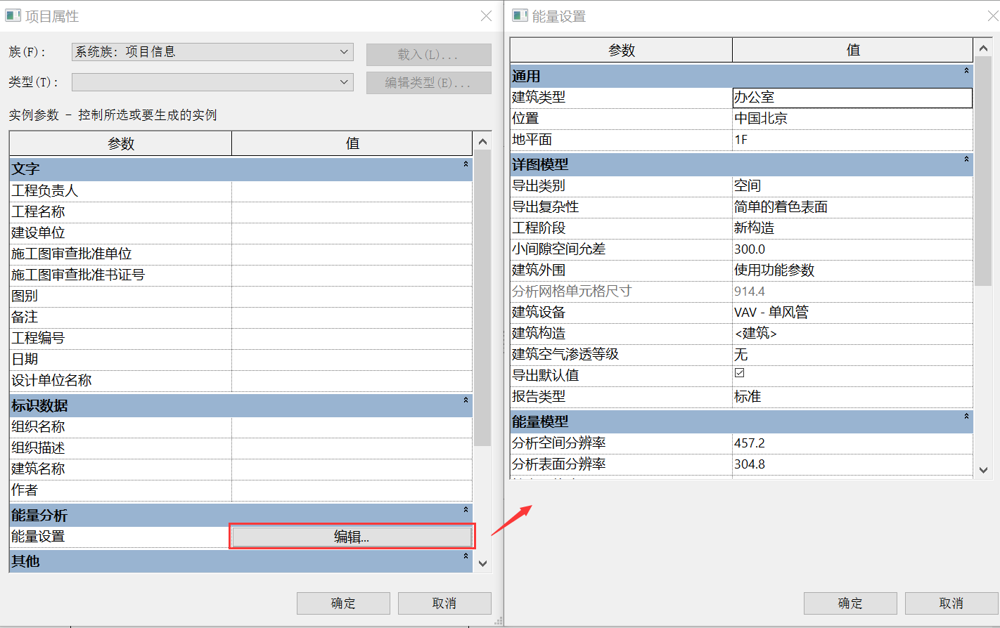 项目属性
族(F):
系统族: 项目信息
载入(L)...
类型(T):
编辑类型(E)...
实例参数 - 控制所选或要生成的实例
参数
值
文字
工程负责人
工程名称
建设单位
施工图审查批准单位
施工图审查批准书证号
图别
备注
工程编号
日期
设计单位名称
标识数据
组织名称
组织描述
建筑名称
作者
能量分析
能量设置
编辑...
其他
确定
取消
能量设置
参数
值
通用
建筑类型
办公室
位置
中国北京
地平面
1F
详图模型
导出类别
空间
导出复杂性
简单的着色表面
工程阶段
新构造
小间隙空间允差
300.0
建筑外围
使用功能参数
分析网格单元格尺寸
914.4
建筑设备
VAV - 单风管
建筑构造
<建筑>
建筑空气渗透等级
无
导出默认值
报告类型
标准
能量模型
分析空间分辨率
457.2
分析表面分辨率
304.8
确定
取消